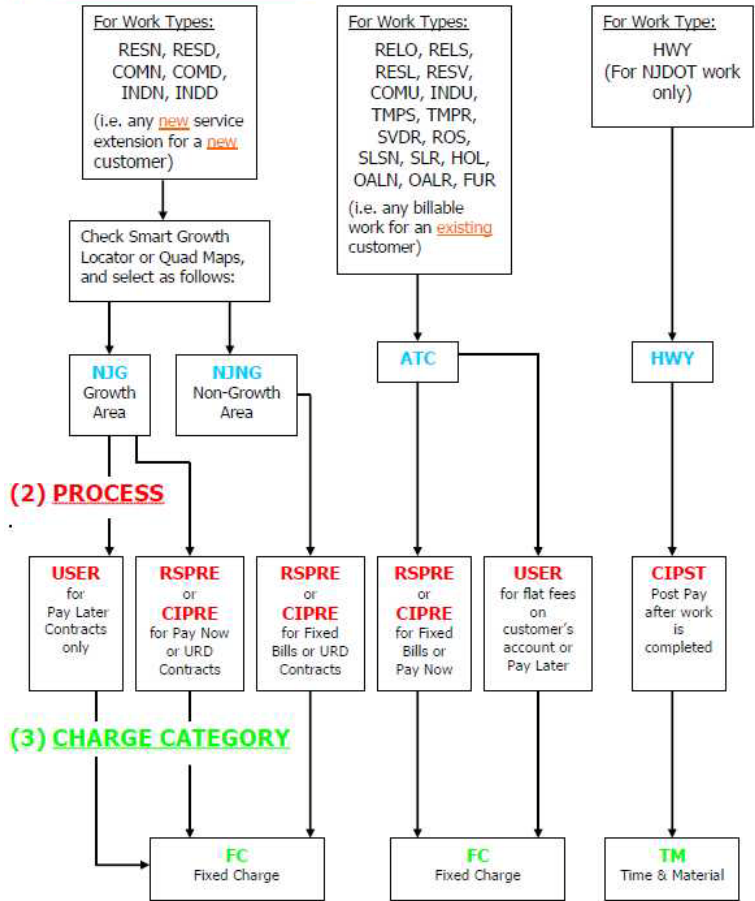 For Work Types:
RESN, RESD,
COMN, COMD,
INDN, INDD
(i.e. any new service
extension for a new
customer)
For Work Types:
RELO, RELS,
RESL, RESV,
COMU, INDU,
TMPS, TMPR,
SVDR, ROS,
SLSN, SLR, HOL,
OALN, OALR, FUR
(i.e. any billable
work for an existing
customer)
For Work Type:
HWY
(For NJDOT work
only)
Check Smart Growth
Locator or Quad Maps,
and select as follows:
NJG
Growth
Area
NJNG
Non-Growth
Area
ATC
HWY
(2) PROCESS
.
USER
for
Pay Later
Contracts
only
RSPRE
or
CIPRE
for Pay Now
or URD
Contracts
RSPRE
or
CIPRE
for Fixed
Bills or URD
Contracts
RSPRE
or
CIPRE
for Fixed
Bills or
Pay Now
USER
for flat fees
on
customer's
account or
Pay Later
CIPST
Post Pay
after work
is
completed
(3) CHARGE CATEGORY
FC
Fixed Charge
FC
Fixed Charge
TM
Time & Material